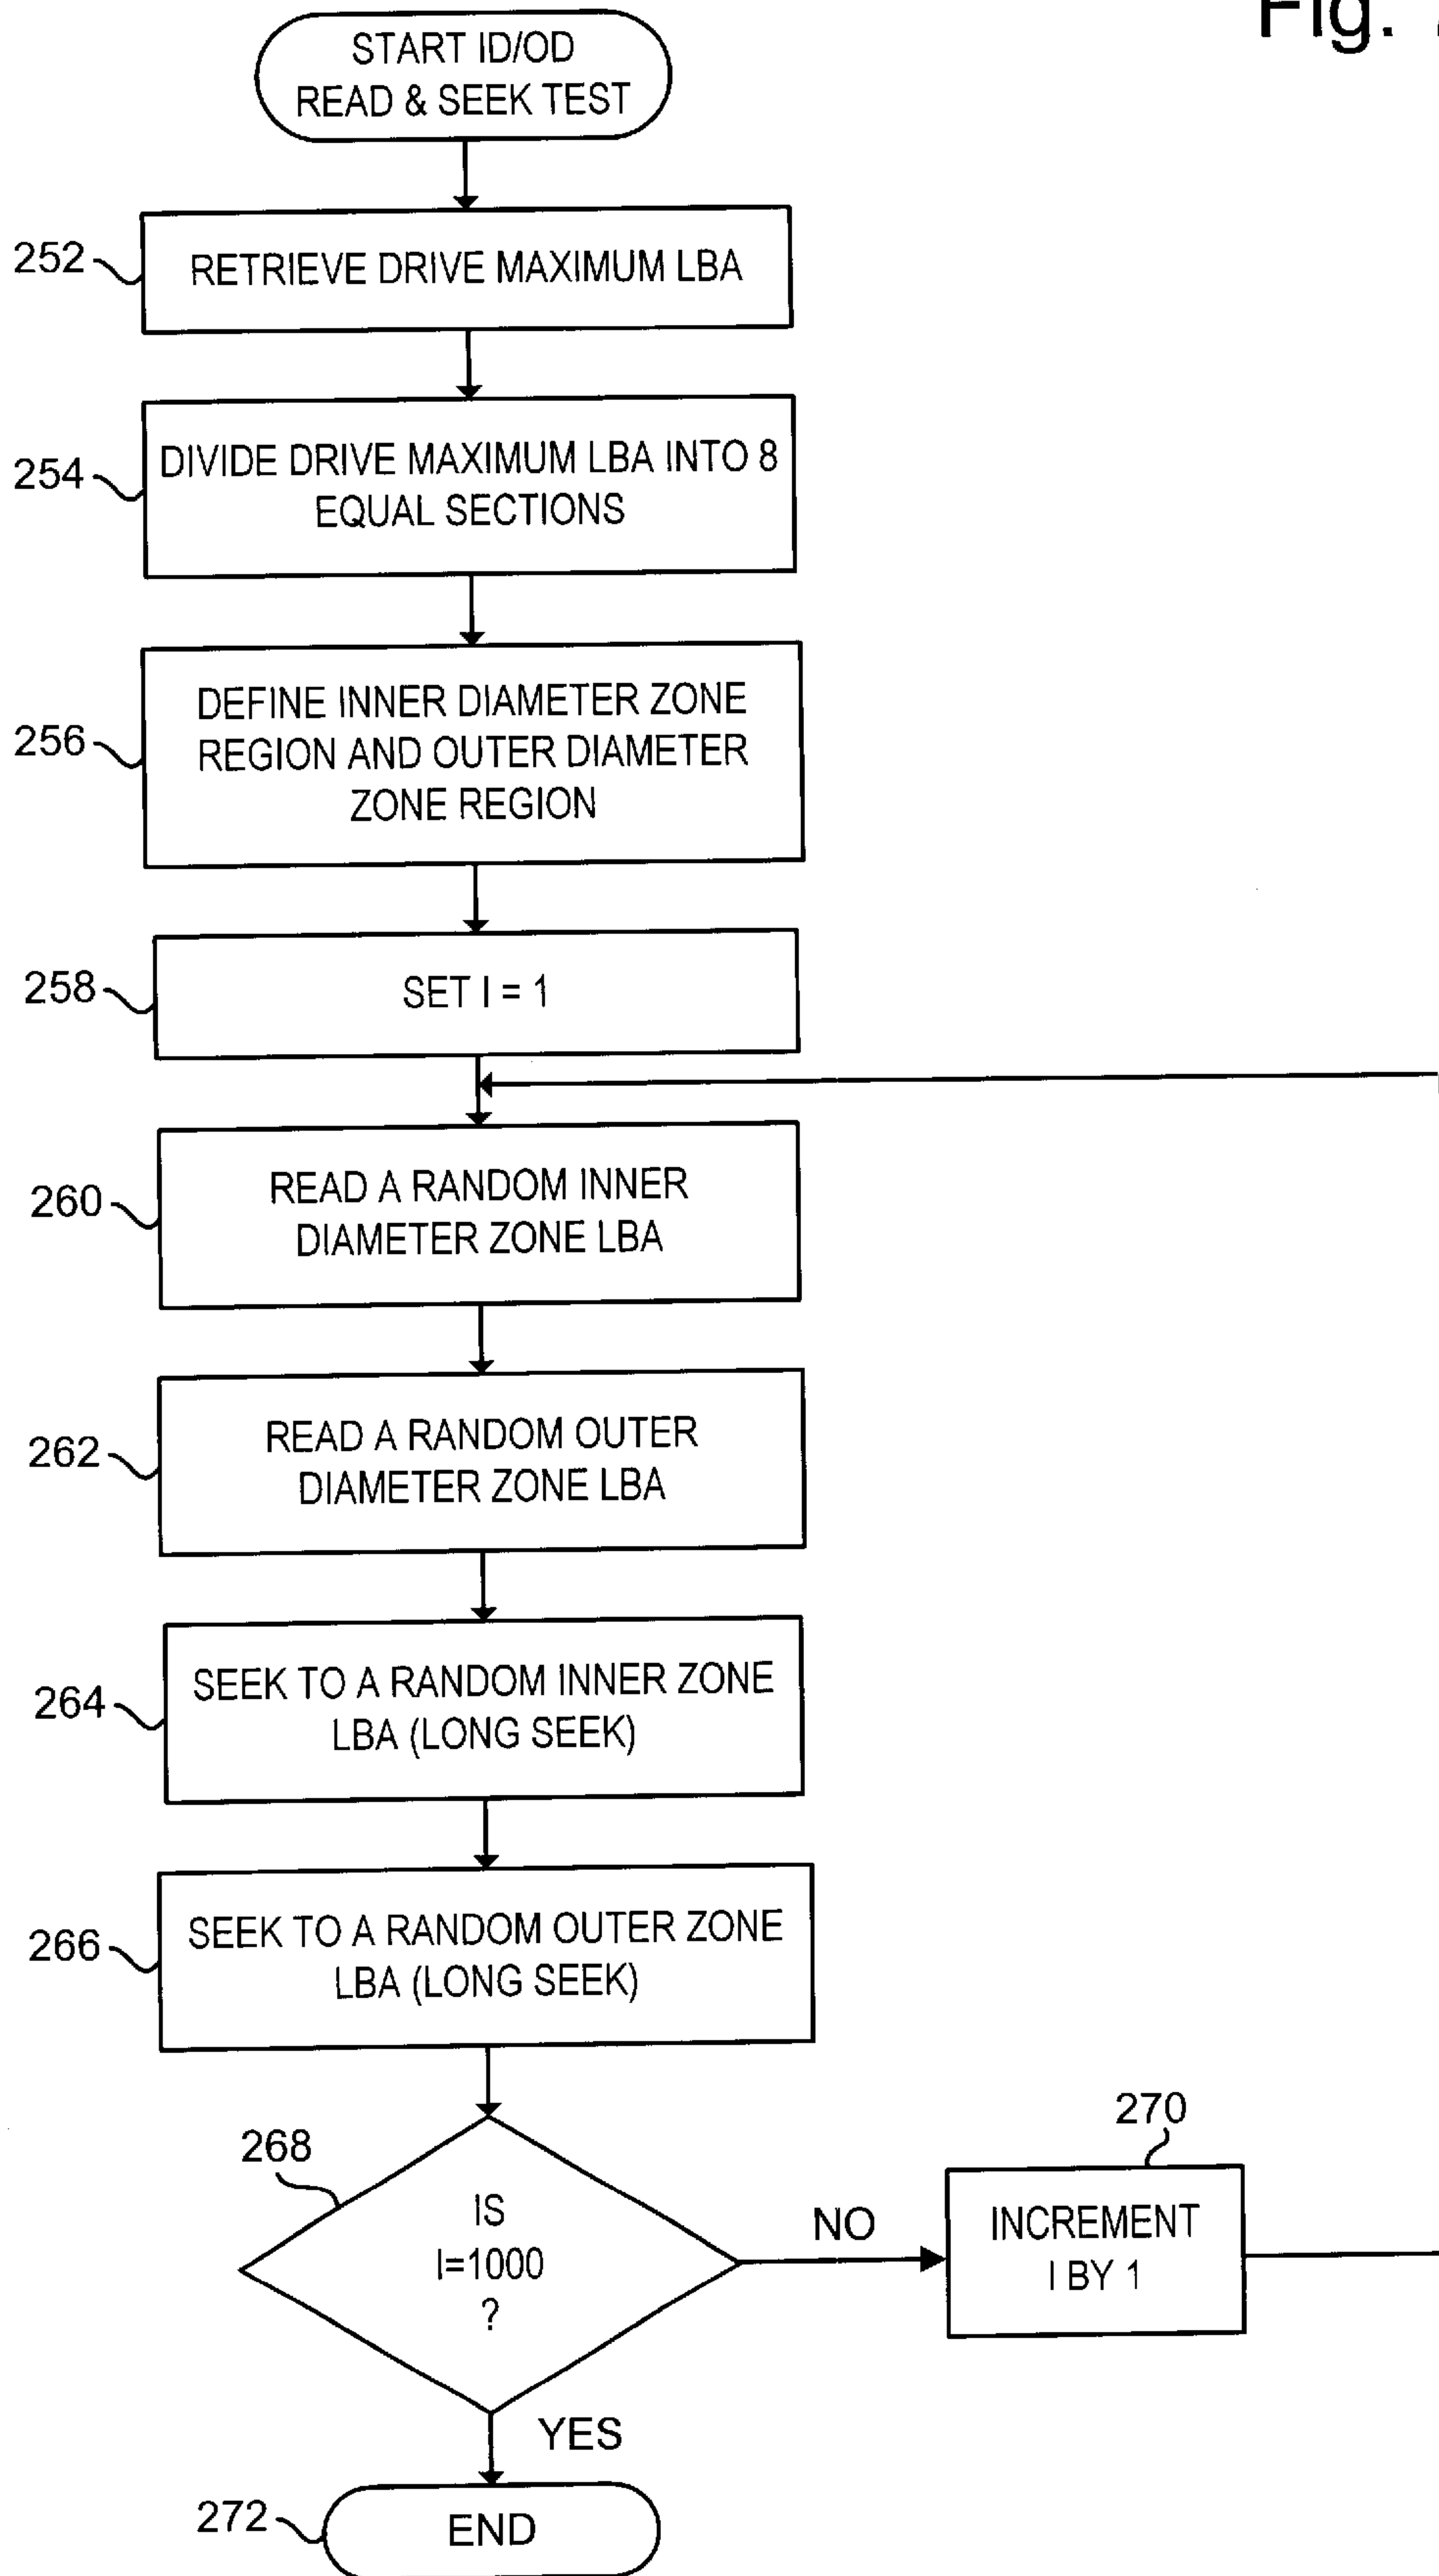 Fig.
START ID/OD
READ & SEEK TEST
252
RETRIEVE DRIVE MAXIMUM LBA
254
DIVIDE DRIVE MAXIMUM LBA INTO 8
EQUAL SECTIONS
256
DEFINE INNER DIAMETER ZONE
REGION AND OUTER DIAMETER
ZONE REGION
258
SET I = 1
260
READ A RANDOM INNER
DIAMETER ZONE LBA
262
READ A RANDOM OUTER
DIAMETER ZONE LBA
264
SEEK TO A RANDOM INNER ZONE
LBA (LONG SEEK)
266
SEEK TO A RANDOM OUTER ZONE
LBA (LONG SEEK)
268
IS
I=1000
?
NO
270
INCREMENT
I BY 1
YES
272
END